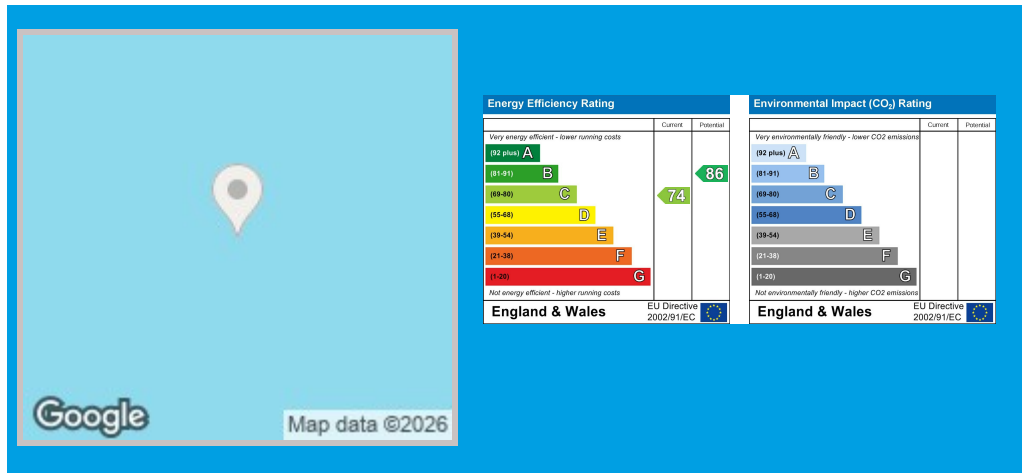 Google
Map data ©2026
Energy Efficiency Rating
Current Potential
Very energy efficient - lower running costs
(92 plus) A
(81-91) B
86
(69-80) C
74
(55-68) D
(39-54) E
(21-38) F
(1-20) G
Not energy efficient - higher running costs
England & Wales
EU Directive
2002/91/EC
Environmental Impact (CO₂) Rating
Current Potential
Very environmentally friendly - lower CO2 emissions
(92 plus) A
(81-91) B
(69-80) C
(55-68) D
(39-54) E
(21-38) F
(1-20) G
Not environmentally friendly - higher CO2 emissions
England & Wales
EU Directive
2002/91/EC